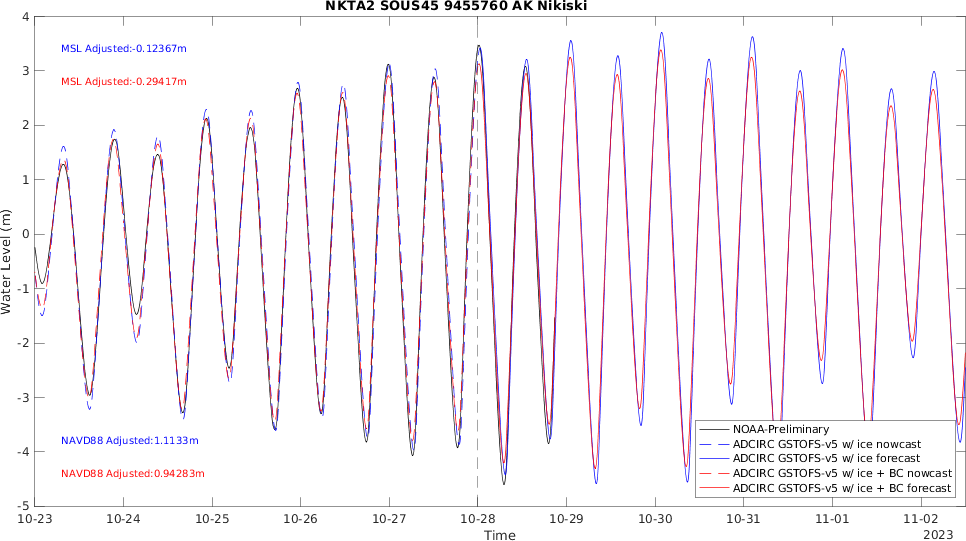 NKTA2 SOUS45 9455760 AK Nikiski
4
3
2
1
0
-1
-2
-3
-4
-5
Water Level (m)
MSL Adjusted:-0.12367m
MSL Adjusted:-0.29417m
NAVD88 Adjusted:1.1133m
NAVD88 Adjusted:0.94283m
NOAA-Preliminary
ADCIRC GSTOFS-v5 w/ ice nowcast
ADCIRC GSTOFS-v5 w/ ice forecast
ADCIRC GSTOFS-v5 w/ ice + BC nowcast
ADCIRC GSTOFS-v5 w/ ice + BC forecast
10-23 10-24 10-25 10-26 10-27 10-28 10-29 10-30 10-31 11-01 11-02
Time
2023